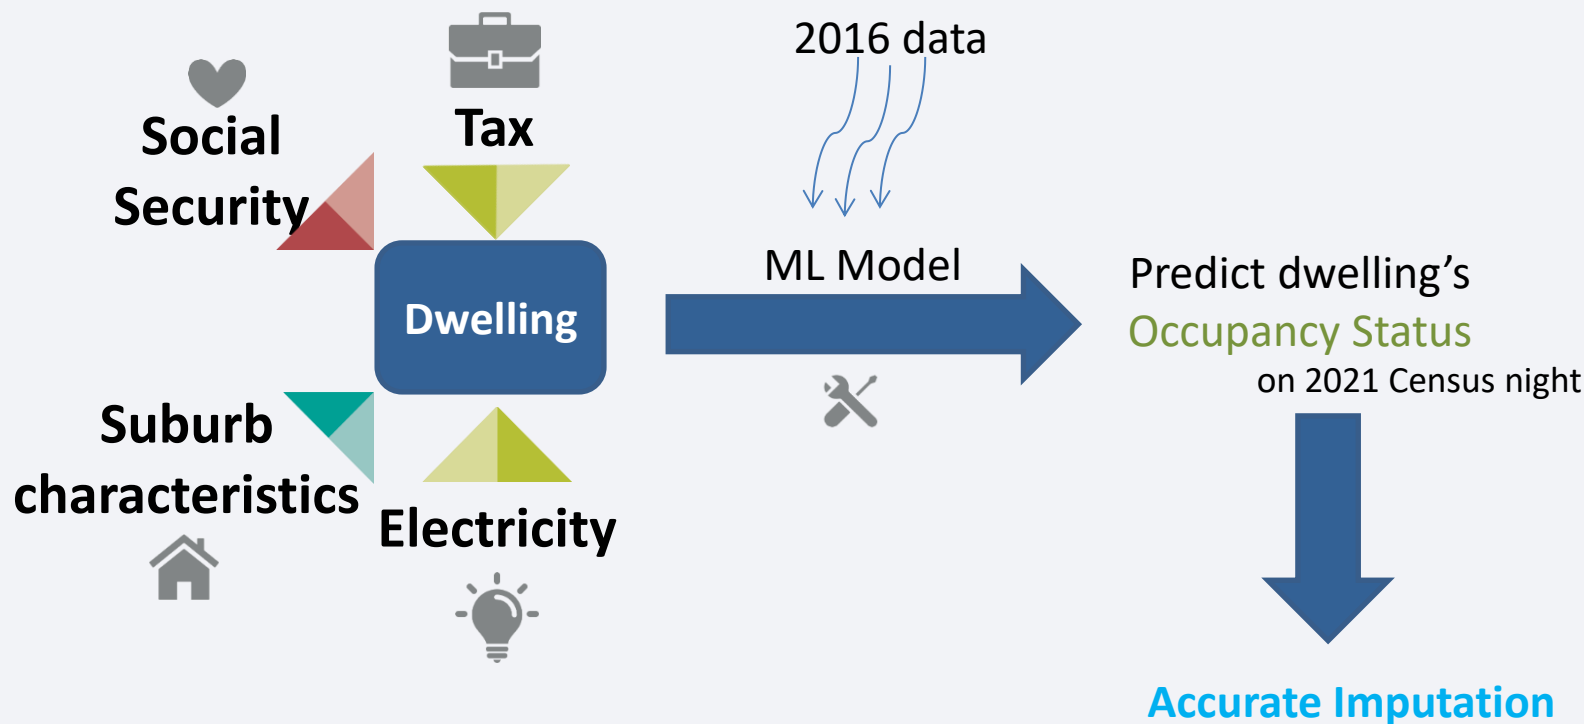 Social
Security
Tax
2016 data
Dwelling
ML Model
Predict dwelling's
Occupancy Status
on 2021 Census night
Suburb
characteristics
Electricity
Accurate Imputation